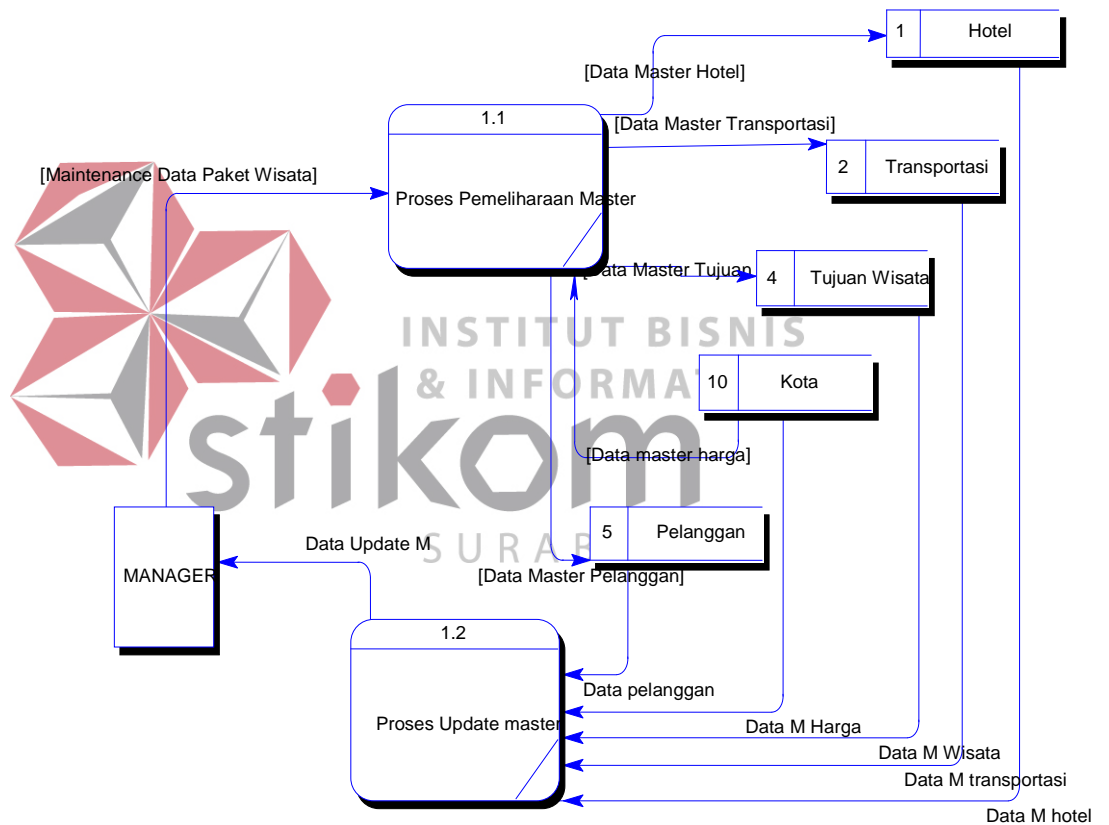 1
Hotel
[Data Master Hotel]
1.1
[Data Master Transportasi]
2
Transportasi
[Maintenance Data Paket Wisata]
Proses Pemeliharaan Master
[Data Master Tujuan
4
Tujuan Wisata
INSTITUT BISNIS
& INFORMAT
10
Kota
stikom
[Data master harga]
5
Pelanggan
SURAB
Data Update M
MANAGER
[Data Master Pelanggan]
1.2
Data pelanggan
Proses Update master
Data M Harga
Data M Wisata
Data M transportasi
Data M hotel